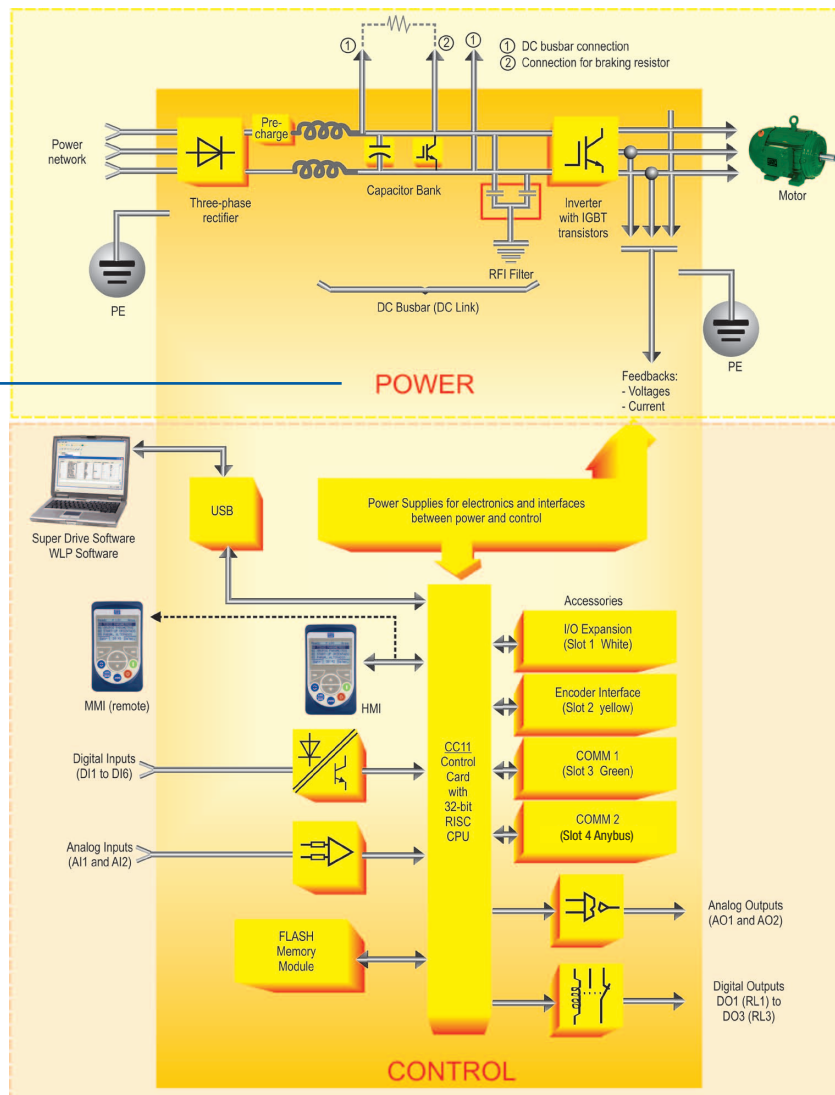 ① ② ①
① DC busbar connection
② Connection for braking resistor
Pre-
charge
Power
network
Three-phase
rectifier
Capacitor Bank
Inverter
with IGBT
transistors
Motor
RFI Filter
PE
DC Busbar (DC Link)
PE
POWER
Feedbacks:
- Voltages
- Current
USB
Super Drive Software
WLP Software
Power Supplies for electronics and interfaces
between power and control
Accessories
I/O Expansion
(Slot 1 White)
MMI (remote)
HMI
Encoder Interface
(Slot 2 yellow)
Digital Inputs
(DI1 to DI6)
CC11
Control
Card
with
32-bit
RISC
CPU
COMM 1
(Slot 3 Green)
COMM 2
(Slot 4 Anybus)
Analog Inputs
(AI1 and AI2)
Analog Outputs
(AO1 and AO2)
FLASH
Memory
Module
Digital Outputs
DO1 (RL1) to
DO3 (RL3)
CONTROL